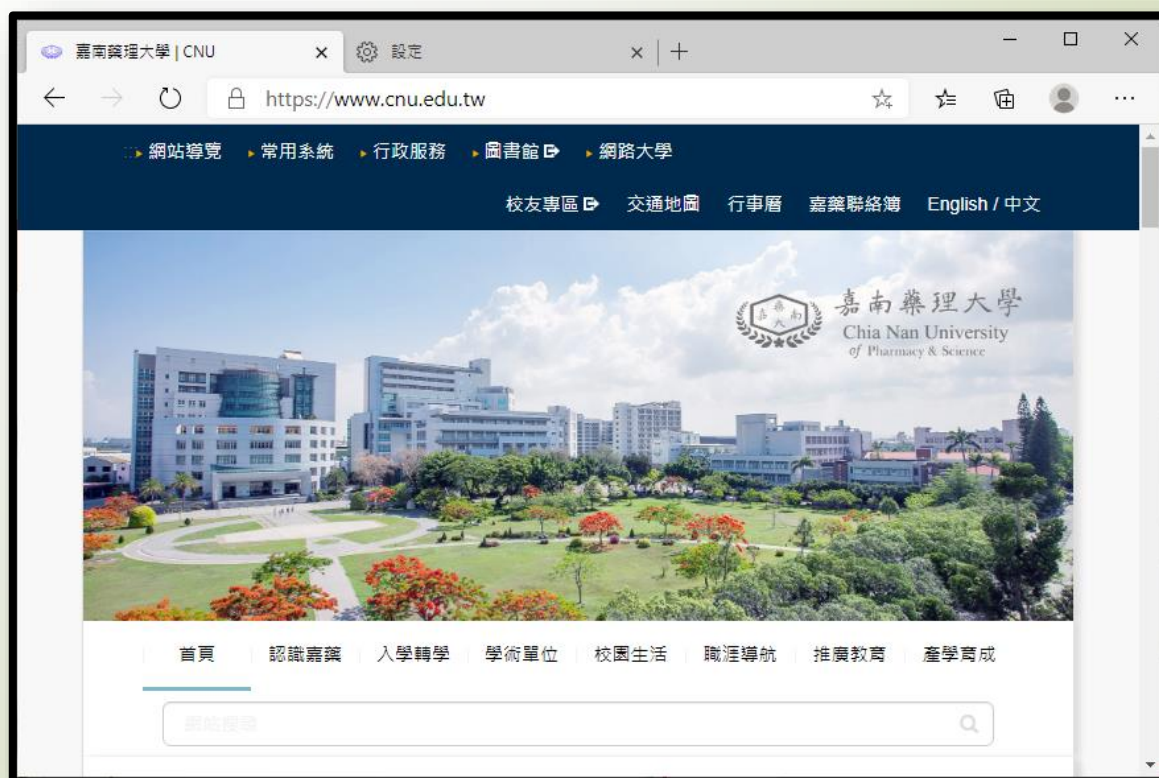 嘉南藥理大學 | CNU
設定
https://www.cnu.edu.tw
網站導覽 常用系統 行政服務 圖書館 網路大學
校友專區 交通地圖 行事曆 嘉藥聯絡簿 English / 中文
嘉南藥理大學
Chia Nan University
of Pharmacy & Science
首頁 認識嘉藥 入學轉學 學術單位 校園生活 職涯導航 推廣教育 產學育成
網站搜尋